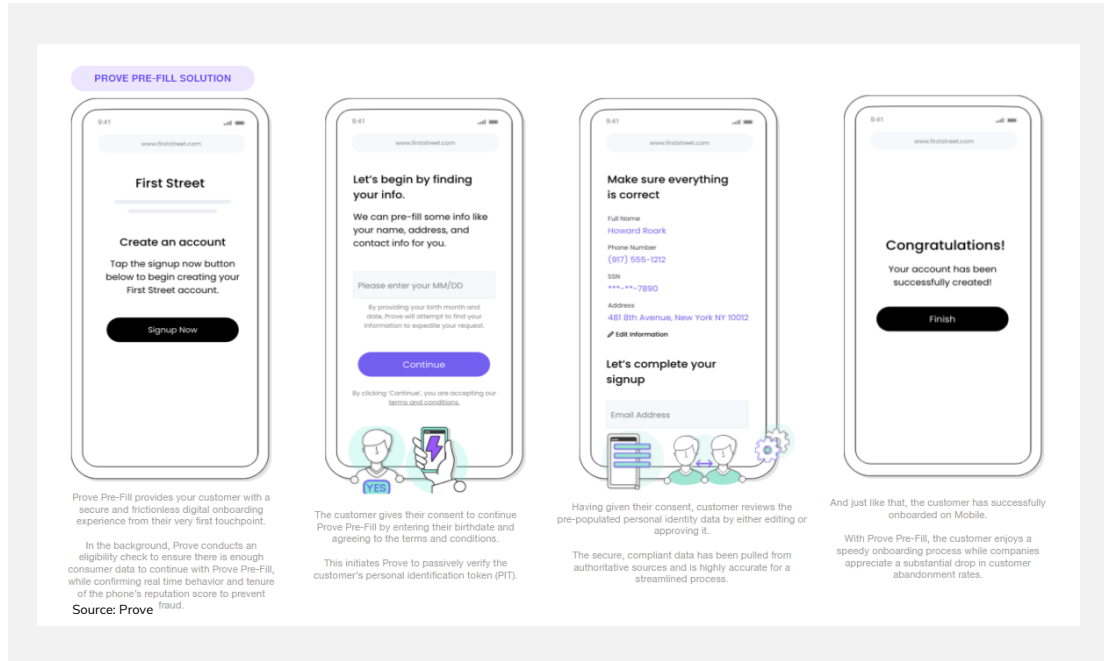 PROVE PRE-FILL SOLUTION
9:41
www.firststreet.com
First Street
Create an account
Tap the signup now button
below to begin creating your
First Street account.
Signup Now
Prove Pre-Fill provides your customer with a
secure and frictionless digital onboarding
experience from their very first touchpoint.
In the background, Prove conducts an
eligibility check to ensure there is enough
consumer data to continue with Prove Pre-Fill,
while confirming real time behavior and tenure
of the phone's reputation score to prevent
fraud.
Source: Prove
9:41
www.firststreet.com
Let's begin by finding
your info.
We can pre-fill some info like
your name, address, and
contact info for you.
Please enter your MM/DD
By providing your birth month and
date, Prove will attempt to find your
information to expedite your request.
Continue
By clicking 'Continue', you are accepting our
terms and conditions.
YES
The customer gives their consent to continue
Prove Pre-Fill by entering their birthdate and
agreeing to the terms and conditions.
This initiates Prove to passively verify the
customer's personal identification token (PIT).
9:41
www.firststreet.com
Make sure everything
is correct
Full Name
Howard Roark
Phone Number
(917) 555-1212
SSN
***-**-7890
Address
481 8th Avenue, New York NY 10012
Edit Information
Let's complete your
signup
Email Address
Having given their consent, customer reviews the
pre-populated personal identity data by either editing or
approving it.
The secure, compliant data has been pulled from
authoritative sources and is highly accurate for a
streamlined process.
9:41
www.firststreet.com
Congratulations!
Your account has been
successfully created!
Finish
And just like that, the customer has successfully
onboarded on Mobile.
With Prove Pre-Fill, the customer enjoys a
speedy onboarding process while companies
appreciate a substantial drop in customer
abandonment rates.